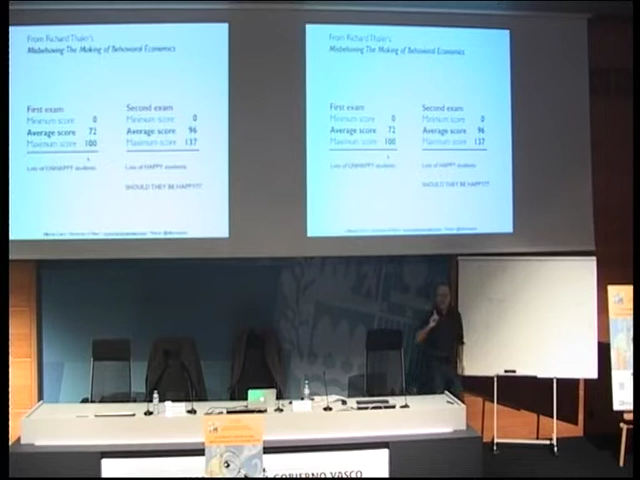 From Richard Thaler's
Misbehaving The Making of Behavioral Economics
First exam
Minimum score 0
Average score 72
Maximum score 100
Lots of UNHAPPY students
Second exam
Minimum score 0
Average score 96
Maximum score 137
Lots of HAPPY students
SHOULD THEY BE HAPPY???
From Richard Thaler's
Misbehaving The Making of Behavioral Economics
First exam
Minimum score 0
Average score 72
Maximum score 100
Lots of UNHAPPY students
Second exam
Minimum score 0
Average score 96
Maximum score 137
Lots of HAPPY students
SHOULD THEY BE HAPPY???
GOBIERNO VASCO